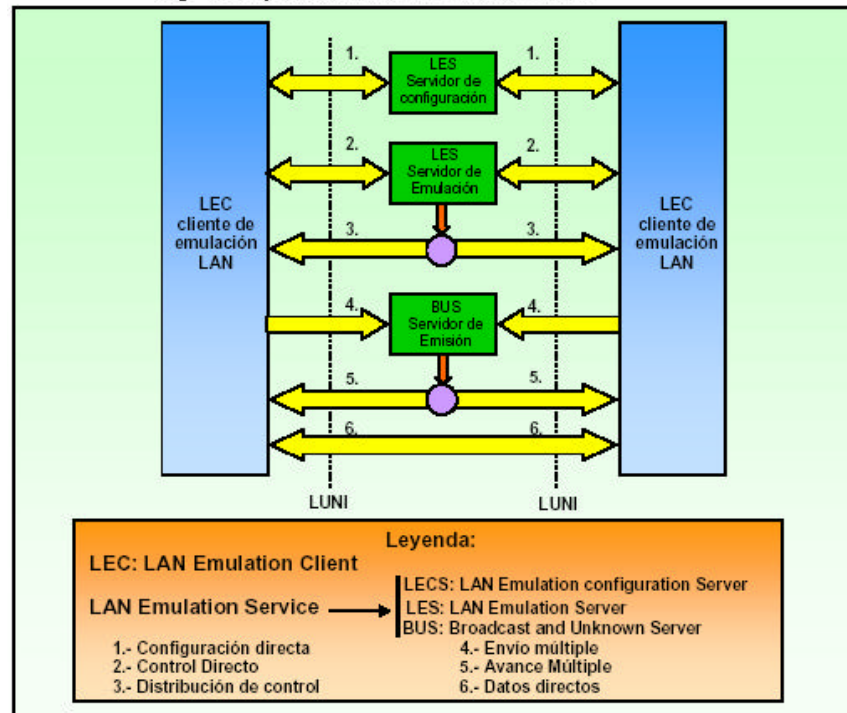 1.
1.
LES
Servidor de
configuración
2.
2.
LES
Servidor de
Emulación
LEC
cliente de
emulación
LAN
LEC
cliente de
emulación
LAN
3.
3.
4.
4.
BUS
Servidor de
Emisión
5.
5.
6.
6.
LUNI
LUNI
Leyenda:
LEC: LAN Emulation Client
LECS: LAN Emulation configuration Server
LAN Emulation Service
LES: LAN Emulation Server
BUS: Broadcast and Unknown Server
1.- Configuración directa
4.- Envío múltiple
2.- Control Directo
5.- Avance Múltiple
3.- Distribución de control
6.- Datos directos